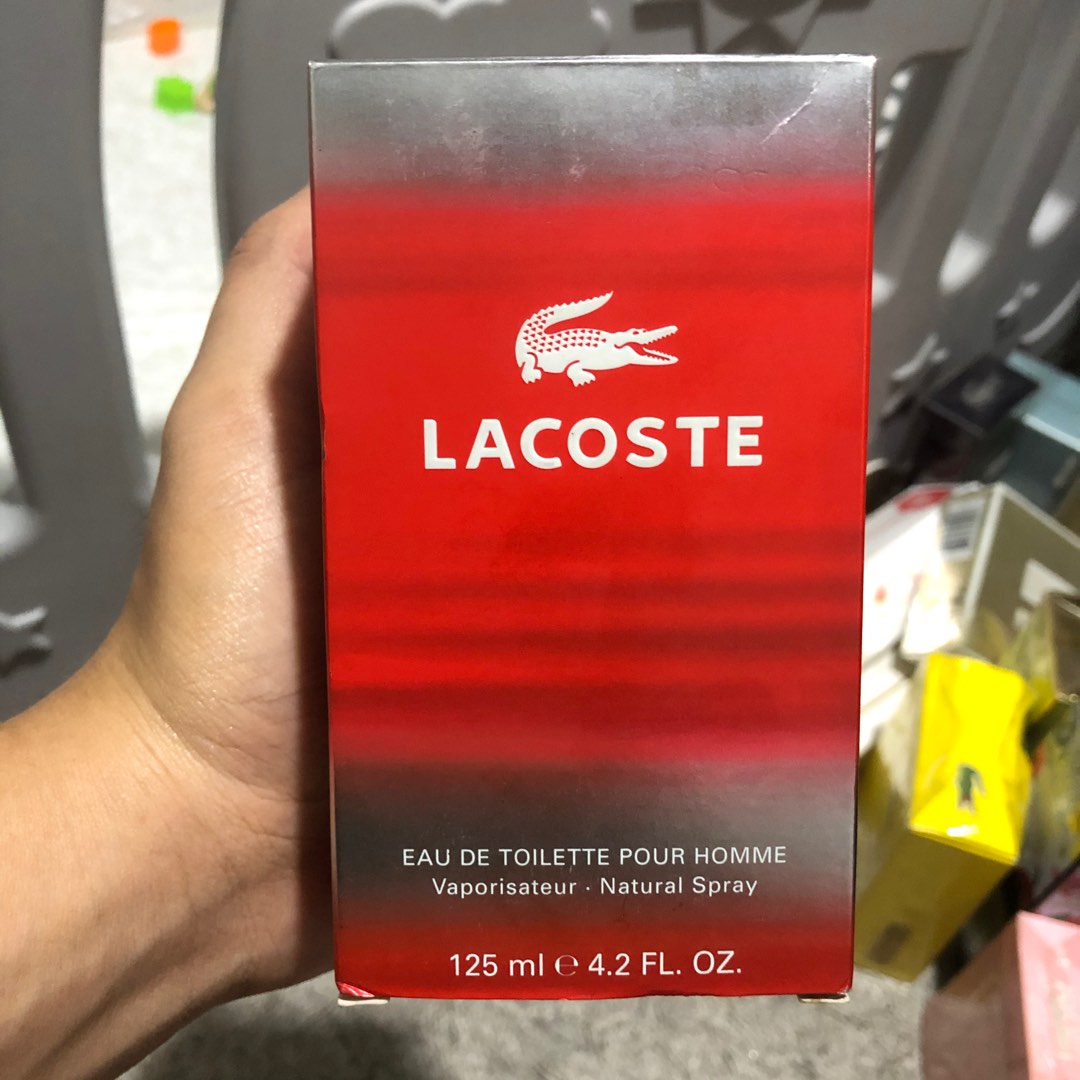 LACOSTE
EAU DE TOILETTE POUR HOMME
Vaporisateur · Natural Spray
125 ml ℮ 4.2 FL. OZ.